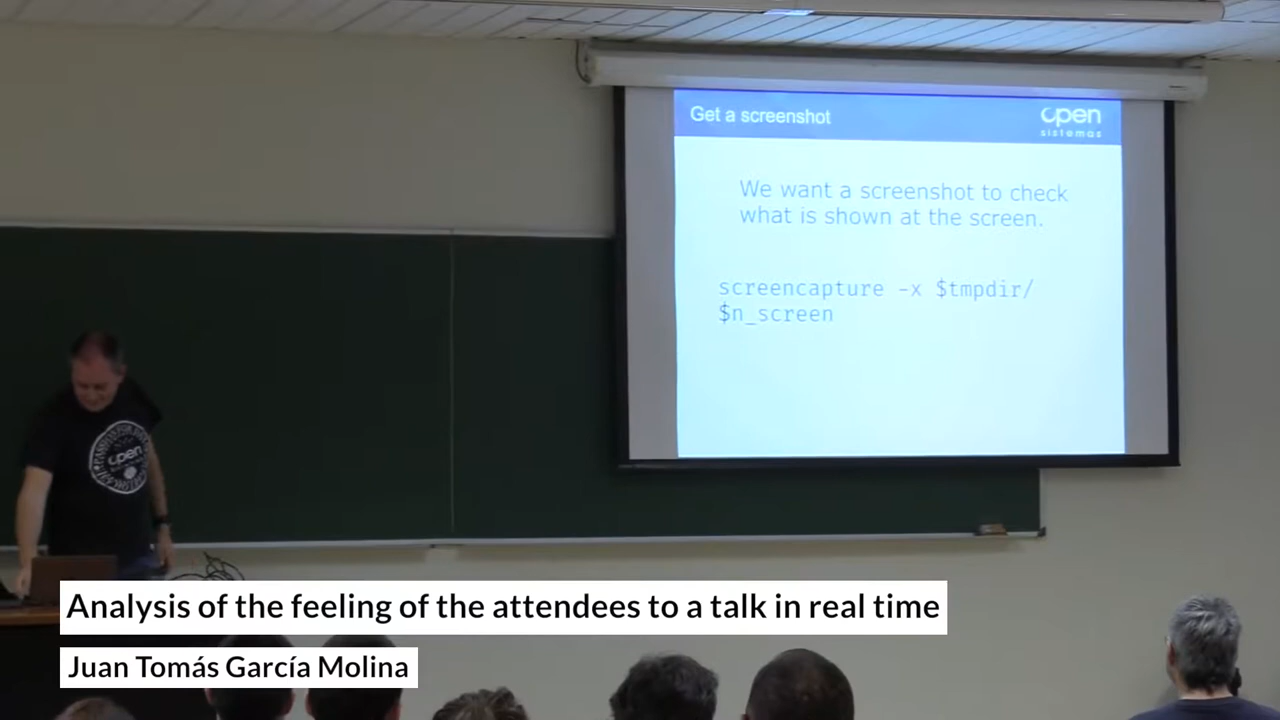 Get a screenshot
open
sistemas
We want a screenshot to check
what is shown at the screen.
screencapture -x $tmpdir/
$n_screen
open
Analysis of the feeling of the attendees to a talk in real time
Juan Tomás García Molina